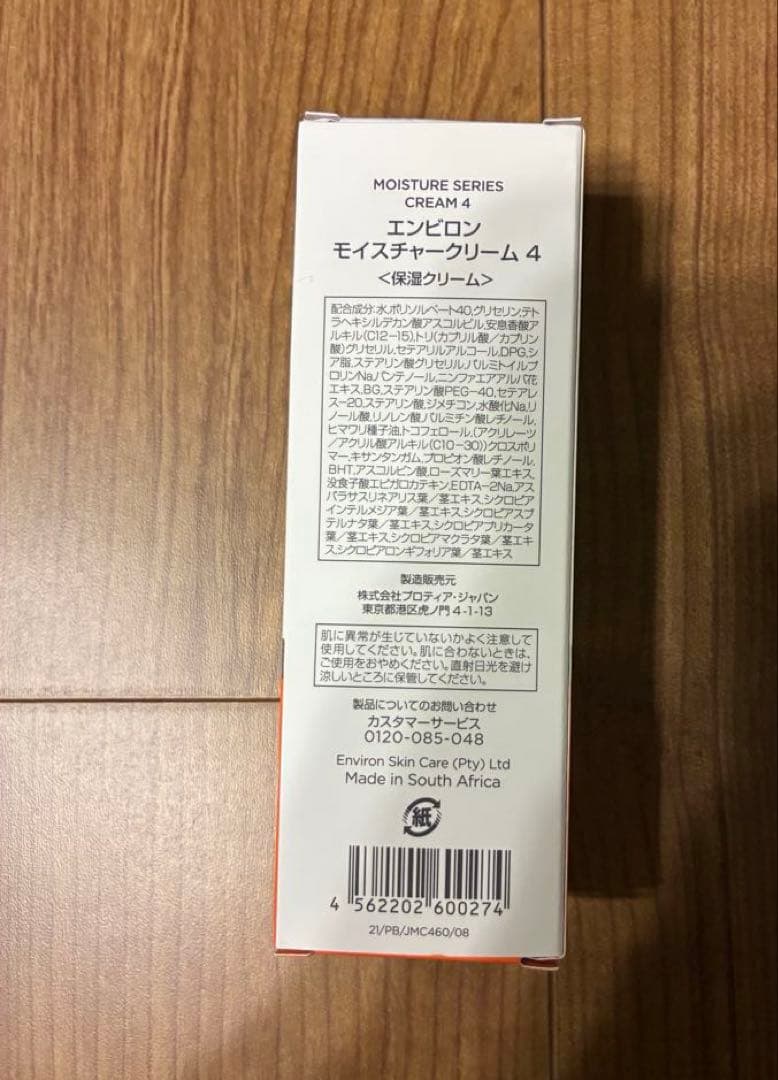 MOISTURE SERIES
CREAM 4
エンビロン
モイスチャークリーム 4
＜保湿クリーム＞
配合成分:水,ポリソルベート40,グリセリン,テト
ラヘキシルデカン酸アスコルビル,安息香酸ア
ルキル(C12-15),トリ(カプリル酸／カプリン
酸)グリセリル,セテアリルアルコール,DPG,シ
ア脂,ステアリン酸グリセリル,パルミトイルプ
ロリンNa,パンテノール,ニンファエアアルバ花
エキス,BG,ステアリン酸PEG-40,セテアレ
ス-20,ステアリン酸,ジメチコン,水酸化Na,リ
ノール酸,リノレン酸,パルミチン酸レチノール,
ヒマワリ種子油,トコフェロール,(アクリレーツ
／アクリル酸アルキル(C10-30))クロスポリ
マー,キサンタンガム,プロピオン酸レチノール,
BHT,アスコルビン酸,ローズマリー葉エキス,
没食子酸エピガロカテキン,EDTA-2Na,アス
パラサスリネアリス葉／茎エキス,シクロピア
インテルメジア葉／茎エキス,シクロピアスブ
テルナタ葉／茎エキス,シクロピアプリカータ
葉／茎エキス,シクロピアマクラタ葉／茎エキ
ス,シクロピアロンギフォリア葉／茎エキス
製造販売元
株式会社プロティア・ジャパン
東京都港区虎ノ門 4-1-13
肌に異常が生じていないかよく注意して
使用してください。肌に合わないときは、
ご使用をおやめください。直射日光を避け
涼しいところに保管してください。
製品についてのお問い合わせ
カスタマーサービス
0120-085-048
Environ Skin Care (Pty) Ltd
Made in South Africa
紙
4 562202 600274
21/PB/JMC460/08